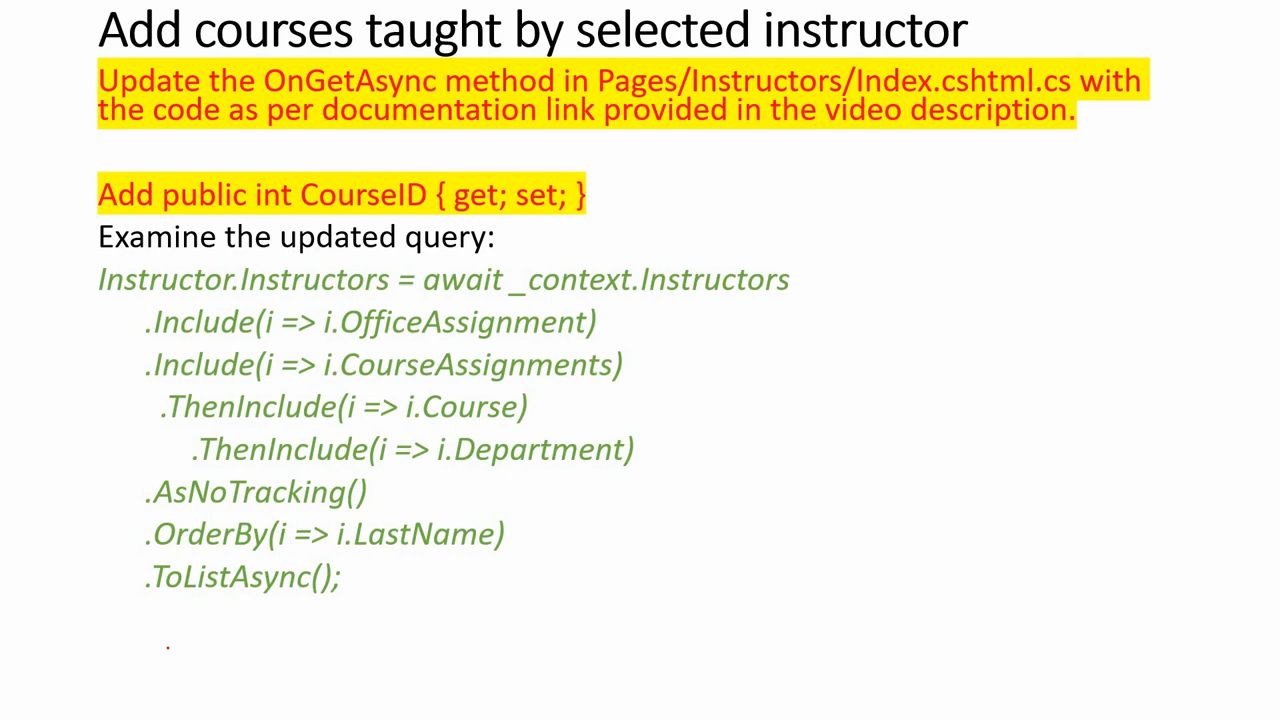 Add courses taught by selected instructor
Update the OnGetAsync method in Pages/Instructors/Index.cshtml.cs with
the code as per documentation link provided in the video description.
Add public int CourseID { get; set; }
Examine the updated query:
Instructor.Instructors = await _context.Instructors
.Include(i => i.OfficeAssignment)
.Include(i => i.CourseAssignments)
.ThenInclude(i => i.Course)
.ThenInclude(i => i.Department)
.AsNoTracking()
.OrderBy(i => i.LastName)
.ToListAsync();